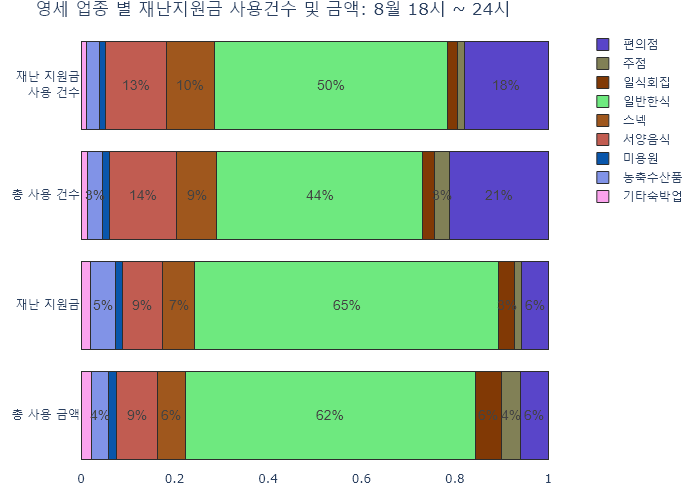 영세 업종 별 재난지원금 사용건수 및 금액: 8월 18시 ~ 24시
재난 지원금
사용 건수
13%
10%
50%
18%
총 사용 건수
3%
14%
9%
44%
3%
21%
재난 지원금
5%
9%
7%
65%
6%
총 사용 금액
4%
9%
6%
62%
4%
6%
0
0.2
0.4
0.6
0.8
1
편의점
주점
일식회집
일반한식
스넥
서양음식
미용원
농축수산품
기타숙박업